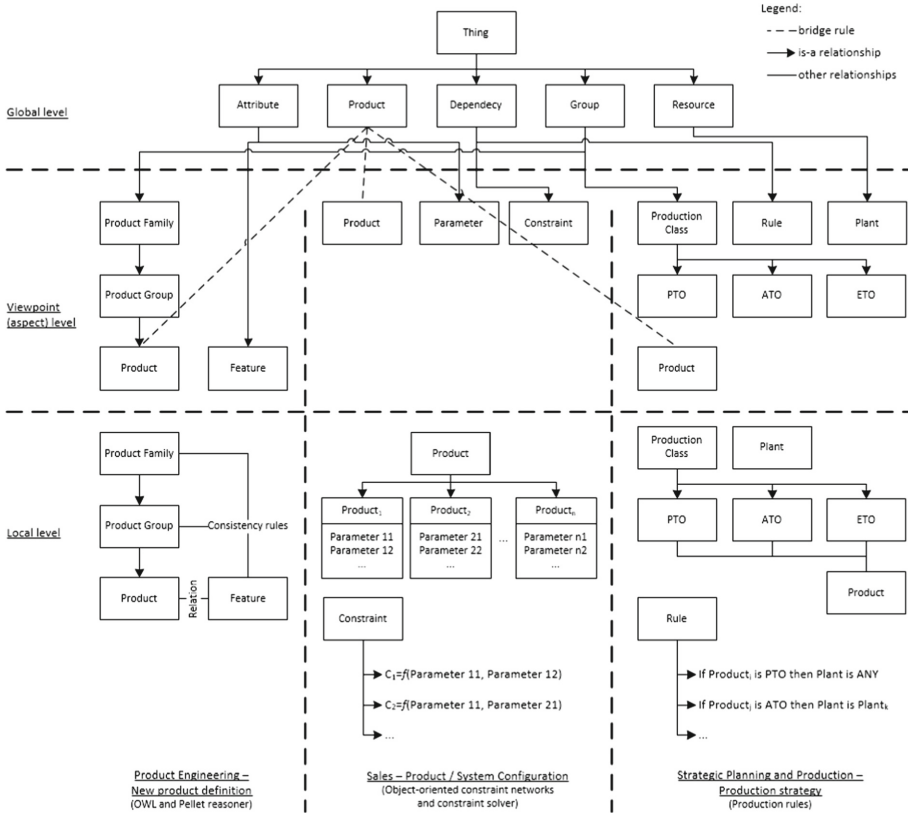 Legend:
bridge rule
is-a relationship
other relationships
Thing
Global level
Attribute
Product
Dependecy
Group
Resource
Viewpoint
(aspect) level
Product Family
Product
Parameter
Constraint
Production
Class
Rule
Plant
Product Group
PTO
ATO
ETO
Product
Feature
Product
Local level
Product Family
Product Group
Consistency rules
Product
Relation
Feature
Product
Product₁
Parameter 11
Parameter 12
...
Product₂
Parameter 21
Parameter 22
...
...
Productₙ
Parameter n1
Parameter n2
...
Constraint
C₁=f(Parameter 11, Parameter 12)
C₂=f(Parameter 11, Parameter 21)
...
Production
Class
Plant
PTO
ATO
ETO
Product
Rule
If Productᵢ is PTO then Plant is ANY
If Productⱼ is ATO then Plant is Plantₖ
...
Product Engineering –
New product definition
(OWL and Pellet reasoner)
Sales – Product / System Configuration
(Object-oriented constraint networks
and constraint solver)
Strategic Planning and Production –
Production strategy
(Production rules)